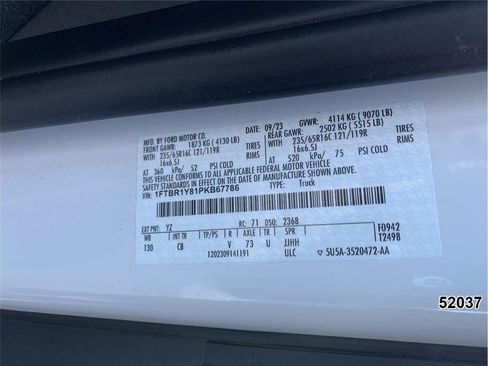 MFD. BY FORD MOTOR CO.
09/23 GVWR: 4114 KG ( 9070 LB)
FRONT GAWR: 1873 KG ( 4130 LB) REAR GAWR: 2502 KG ( 5515 LB)
WITH 235/65R16C 121/119R TIRES WITH 235/65R16C 121/119R TIRES
16x6.5J RIMS 16x6.5J RIMS
AT 360 kPa/ 52 PSI COLD AT 520 kPa/ 75 PSI COLD
THIS VEHICLE CONFORMS TO ALL APPLICABLE FEDERAL MOTOR VEHICLE
SAFETY STANDARDS IN EFFECT ON THE DATE OF MANUFACTURE SHOWN ABOVE.
VIN: 1FTBR1Y81PKB67786 TYPE: Truck
EXT PNT: YZ RC: 71 DSO: 2368
WB INT TR TP/PS R AXLE TR SPR F0942
130 CB V 73 U JJHH T2498
1202309141191 ULC 5U5A-3520472-AA
52037